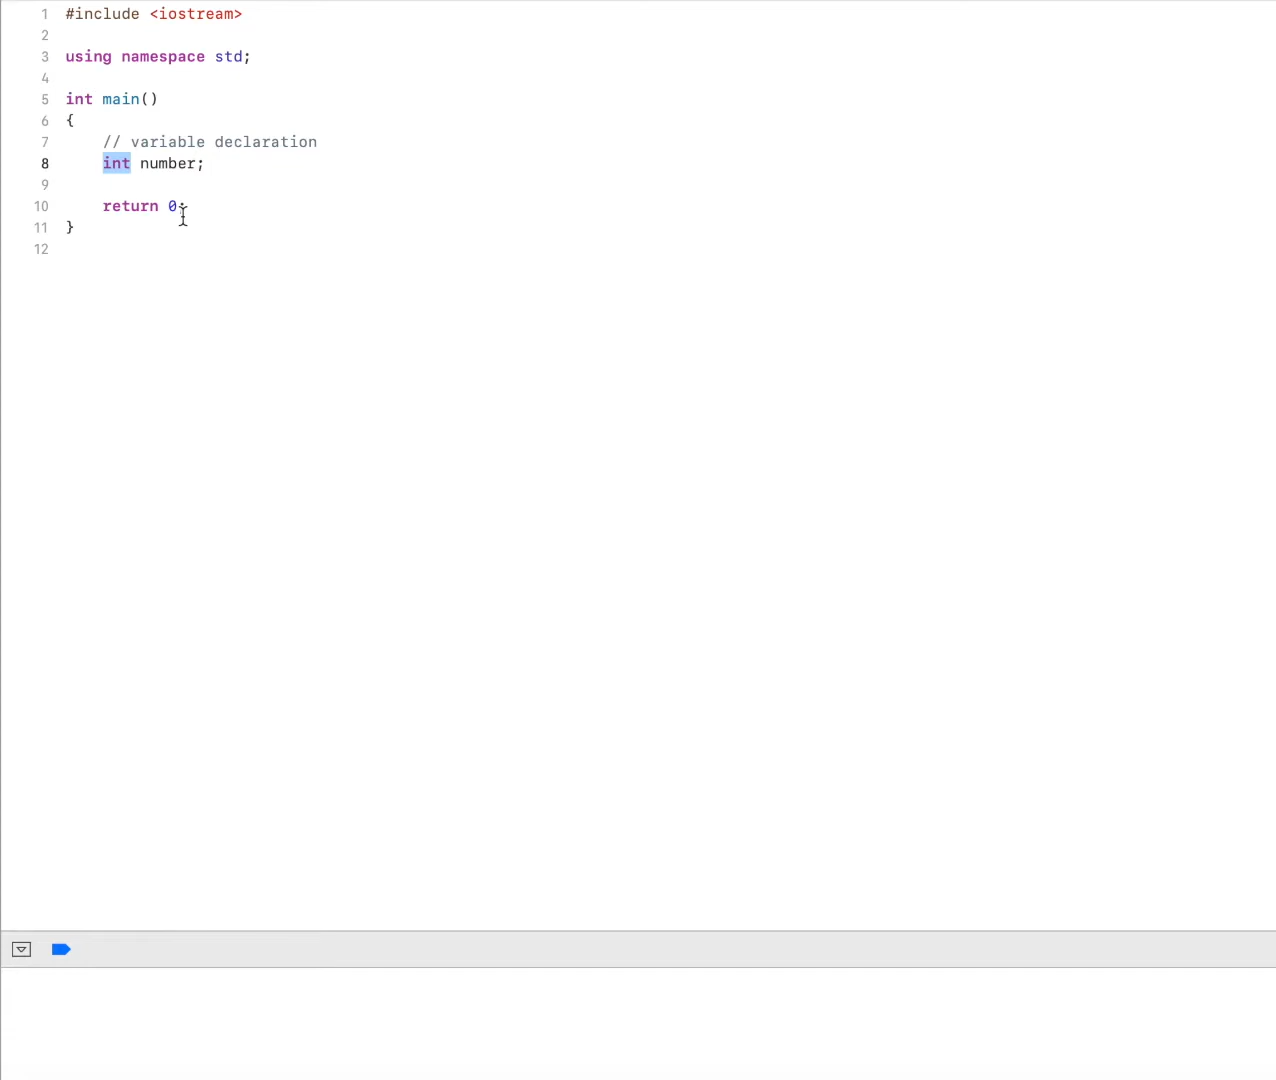 1 #include <iostream>
2
3 using namespace std;
4
5 int main()
6 {
7 // variable declaration
8 int number;
9
10 return 0;
11 }
12